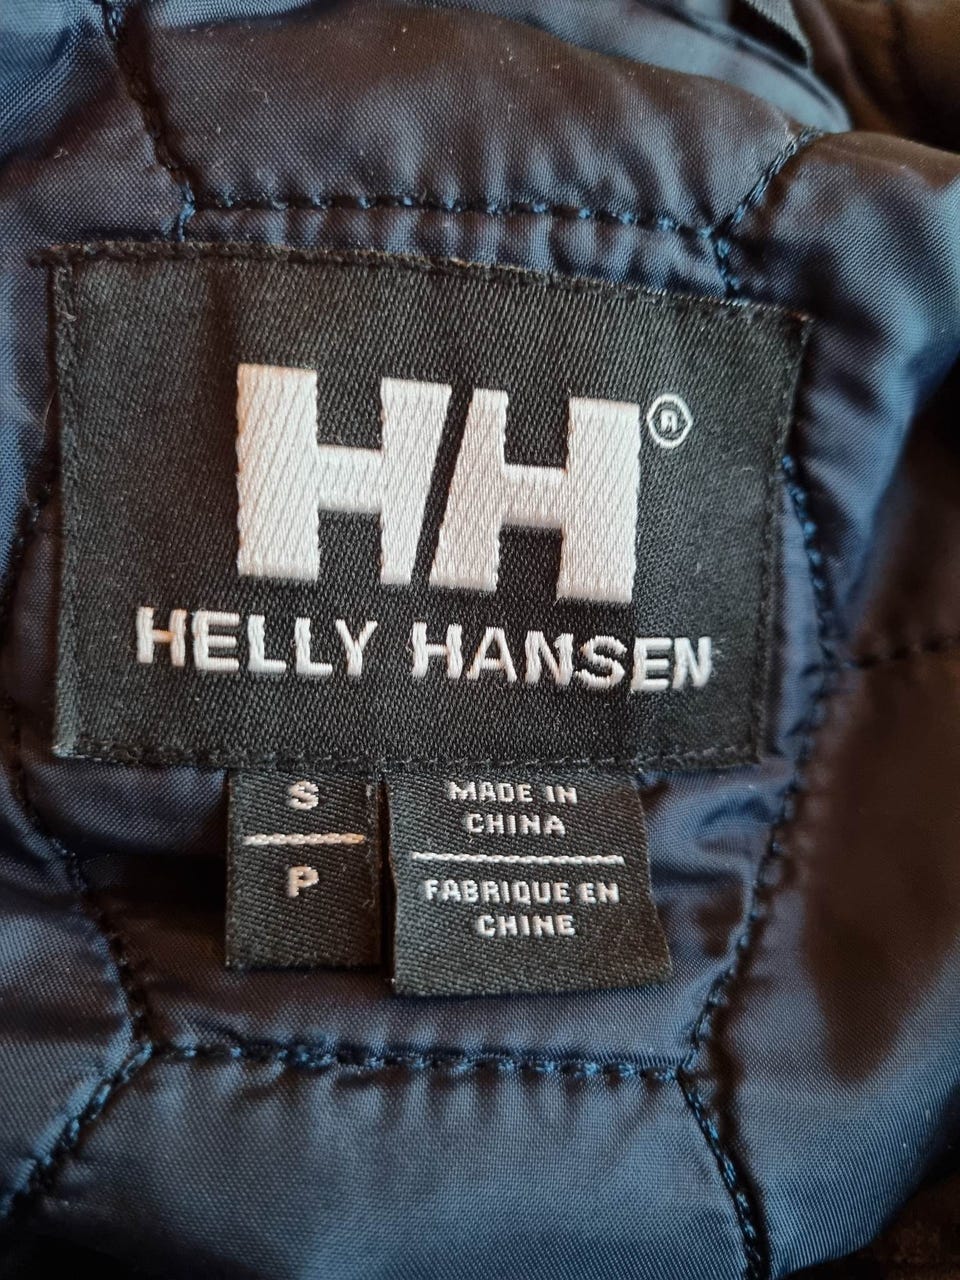 HH®
HELLY HANSEN
S
P
MADE IN
CHINA
FABRIQUE EN
CHINE